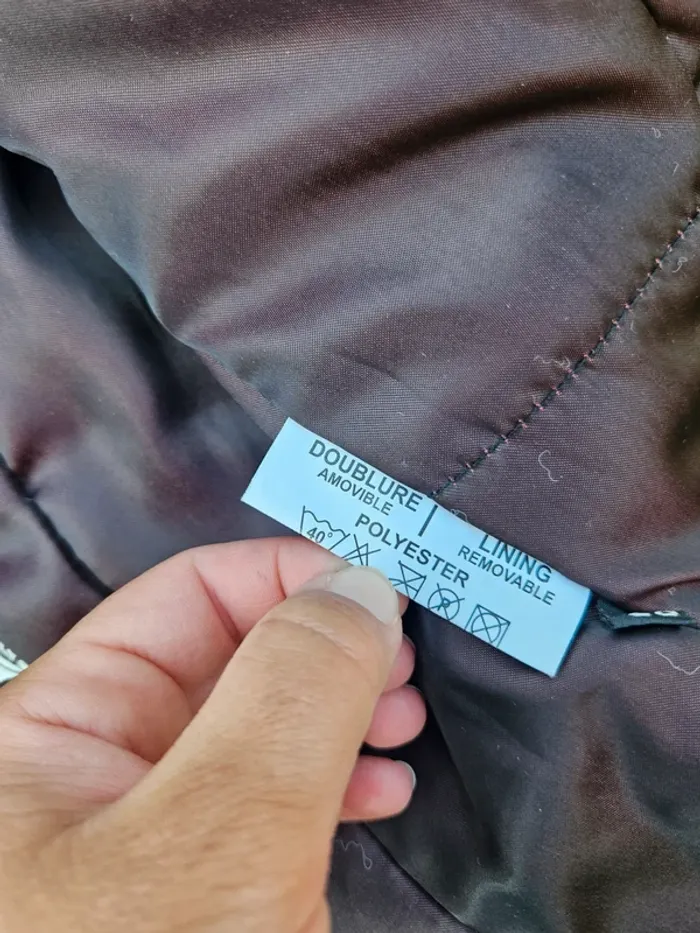 DOUBLURE | LINING
AMOVIBLE REMOVABLE
POLYESTER
40°
P